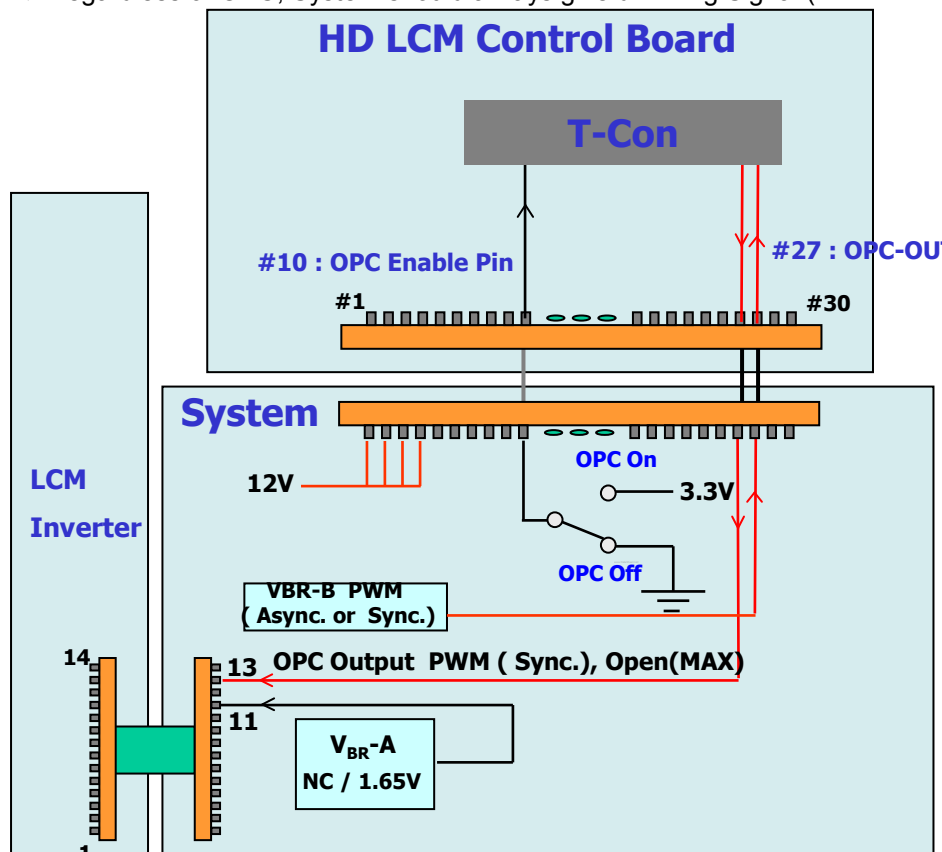 HD LCM Control Board
T-Con
#10 : OPC Enable Pin
#27 : OPC-OUT
#1
#30
System
OPC On
12V
3.3V
LCM
Inverter
OPC Off
VBR-B PWM
( Async. or Sync.)
14
13
OPC Output PWM ( Sync.), Open(MAX)
11
VBR-A
NC / 1.65V
1